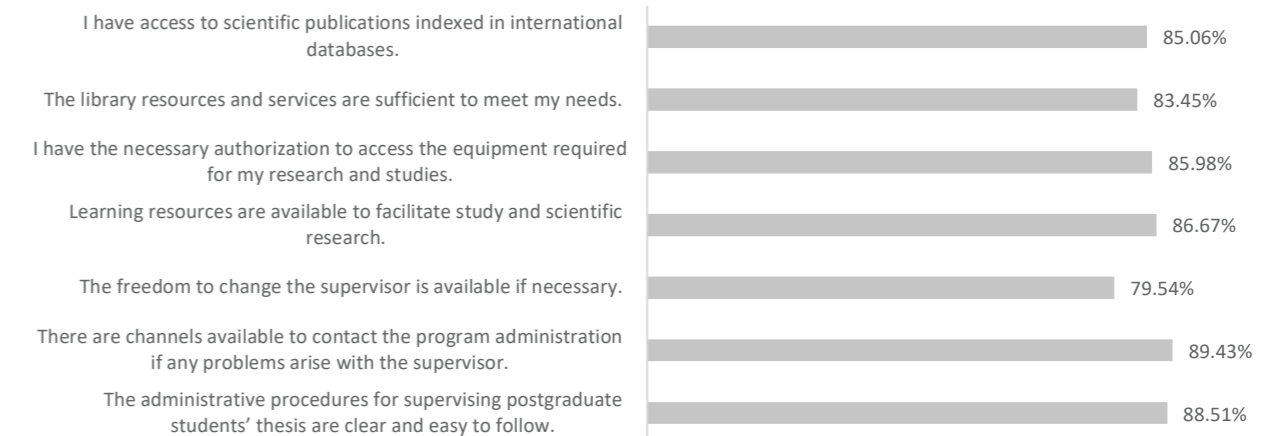 I have access to scientific publications indexed in international
databases.
85.06%
The library resources and services are sufficient to meet my needs.
83.45%
I have the necessary authorization to access the equipment required
for my research and studies.
85.98%
Learning resources are available to facilitate study and scientific
research.
86.67%
The freedom to change the supervisor is available if necessary.
79.54%
There are channels available to contact the program administration
if any problems arise with the supervisor.
89.43%
The administrative procedures for supervising postgraduate
students’ thesis are clear and easy to follow.
88.51%